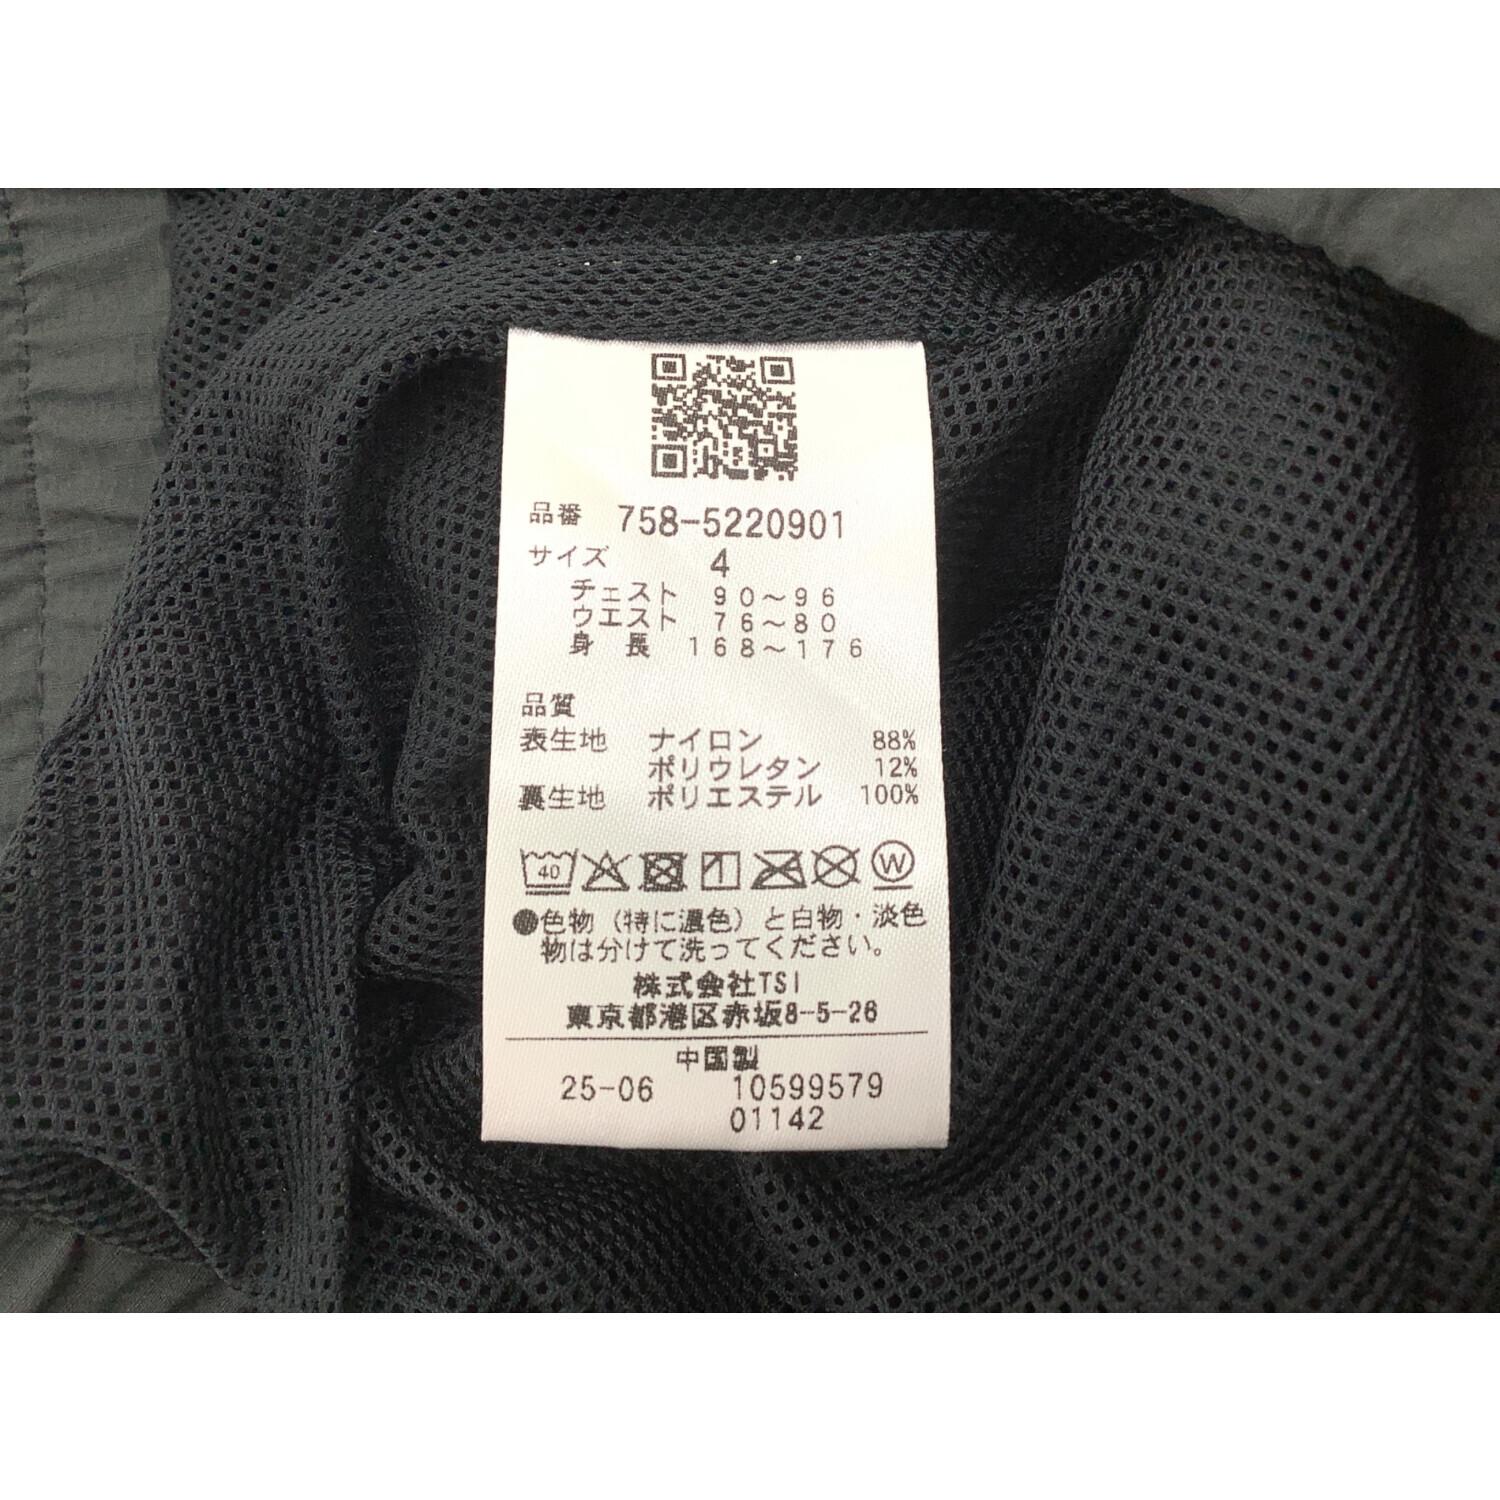 品番 758-5220901
サイズ 4
チェスト 90～96
ウエスト 76～80
身長 168～176
品質
表生地 ナイロン 88%
ポリウレタン 12%
裏生地 ポリエステル 100%
40 W
●色物（特に濃色）と白物・淡色
物は分けて洗ってください。
株式会社TSI
東京都港区赤坂8-5-26
中国製
25-06 10599579
01142